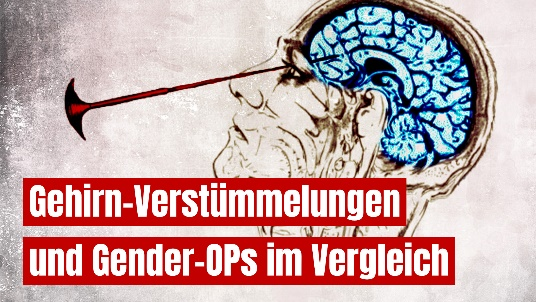 Gehirn-Verstümmelungen
und Gender-OPs im Vergleich